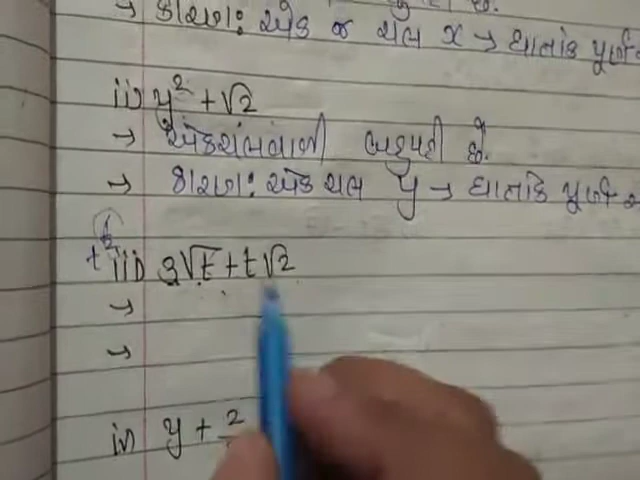 → કારણ: એક જ ચલ x → ઘાતાંક પૂર્ણ
ii) y² + √2
→ એકચલવાળી બહુપદી છે.
→ કારણ: એક ચલ y → ઘાતાંક પૂર્ણ
iii) 3√t + t√2
→
→
iv) y + 2